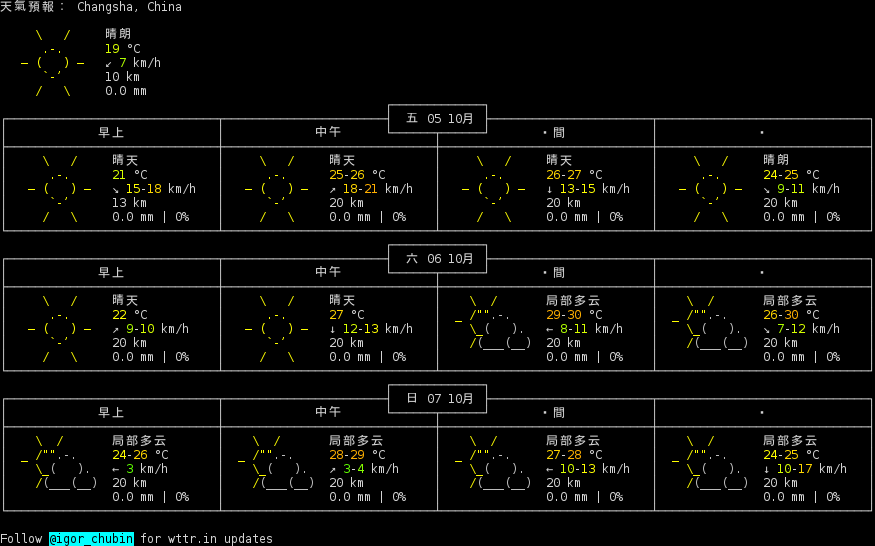 天氣預報： Changsha, China
晴朗
19 °C
↙ 7 km/h
10 km
0.0 mm
五 05 10月
早上 中午 ・間 ・
晴天 晴天 晴天 晴朗
21 °C 25-26 °C 26-27 °C 24-25 °C
↘ 15-18 km/h ↗ 18-21 km/h ↓ 13-15 km/h ↘ 9-11 km/h
13 km 20 km 20 km 20 km
0.0 mm | 0% 0.0 mm | 0% 0.0 mm | 0% 0.0 mm | 0%
六 06 10月
早上 中午 ・間 ・
晴天 晴天 局部多云 局部多云
22 °C 27 °C 29-30 °C 26-30 °C
↗ 9-10 km/h ↓ 12-13 km/h ← 8-11 km/h ↘ 7-12 km/h
20 km 20 km 20 km 20 km
0.0 mm | 0% 0.0 mm | 0% 0.0 mm | 0% 0.0 mm | 0%
日 07 10月
早上 中午 ・間 ・
局部多云 局部多云 局部多云 局部多云
24-26 °C 28-29 °C 27-28 °C 24-25 °C
← 3 km/h ↗ 3-4 km/h ← 10-13 km/h ↓ 10-17 km/h
20 km 20 km 20 km 20 km
0.0 mm | 0% 0.0 mm | 0% 0.0 mm | 0% 0.0 mm | 0%
Follow @igor_chubin for wttr.in updates